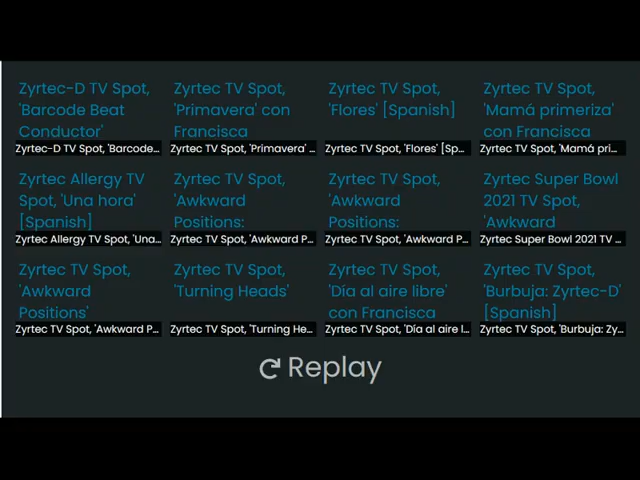 Zyrtec-D TV Spot,
'Barcode Beat
Conductor'
Zyrtec-D TV Spot, 'Barcode...
Zyrtec TV Spot,
'Primavera' con
Francisca
Zyrtec TV Spot, 'Primavera' ...
Zyrtec TV Spot,
'Flores' [Spanish]
Zyrtec TV Spot, 'Flores' [Sp...
Zyrtec TV Spot,
'Mamá primeriza'
con Francisca
Zyrtec TV Spot, 'Mamá pri...
Zyrtec Allergy TV
Spot, 'Una hora'
[Spanish]
Zyrtec Allergy TV Spot, 'Una...
Zyrtec TV Spot,
'Awkward
Positions:
Zyrtec TV Spot, 'Awkward P...
Zyrtec TV Spot,
'Awkward
Positions:
Zyrtec TV Spot, 'Awkward P...
Zyrtec Super Bowl
2021 TV Spot,
'Awkward
Zyrtec Super Bowl 2021 TV ...
Zyrtec TV Spot,
'Awkward
Positions'
Zyrtec TV Spot, 'Awkward P...
Zyrtec TV Spot,
'Turning Heads'
Zyrtec TV Spot, 'Turning He...
Zyrtec TV Spot,
'Día al aire libre'
con Francisca
Zyrtec TV Spot, 'Día al aire l...
Zyrtec TV Spot,
'Burbuja: Zyrtec-D'
[Spanish]
Zyrtec TV Spot, 'Burbuja: Zy...
Replay